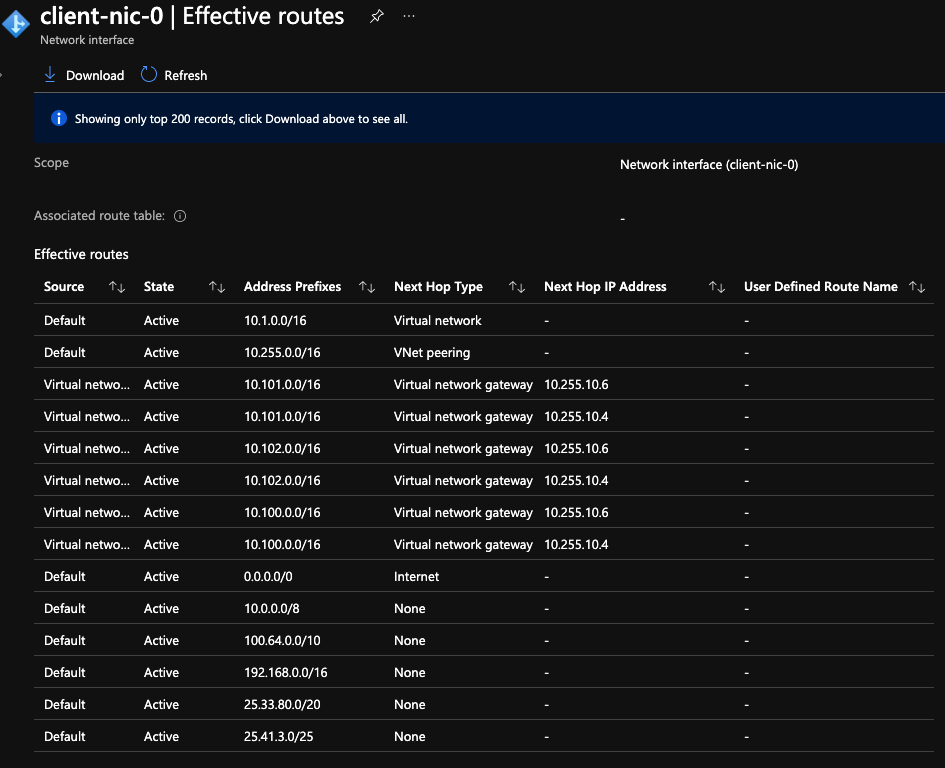 client-nic-0 | Effective routes ...
Network interface
Download Refresh
Showing only top 200 records, click Download above to see all.
Scope Network interface (client-nic-0)
Associated route table: -
Effective routes
Source State Address Prefixes Next Hop Type Next Hop IP Address User Defined Route Name
Default Active 10.1.0.0/16 Virtual network - -
Default Active 10.255.0.0/16 VNet peering - -
Virtual netwo... Active 10.101.0.0/16 Virtual network gateway 10.255.10.6 -
Virtual netwo... Active 10.101.0.0/16 Virtual network gateway 10.255.10.4 -
Virtual netwo... Active 10.102.0.0/16 Virtual network gateway 10.255.10.6 -
Virtual netwo... Active 10.102.0.0/16 Virtual network gateway 10.255.10.4 -
Virtual netwo... Active 10.100.0.0/16 Virtual network gateway 10.255.10.6 -
Virtual netwo... Active 10.100.0.0/16 Virtual network gateway 10.255.10.4 -
Default Active 0.0.0.0/0 Internet - -
Default Active 10.0.0.0/8 None - -
Default Active 100.64.0.0/10 None - -
Default Active 192.168.0.0/16 None - -
Default Active 25.33.80.0/20 None - -
Default Active 25.41.3.0/25 None - -